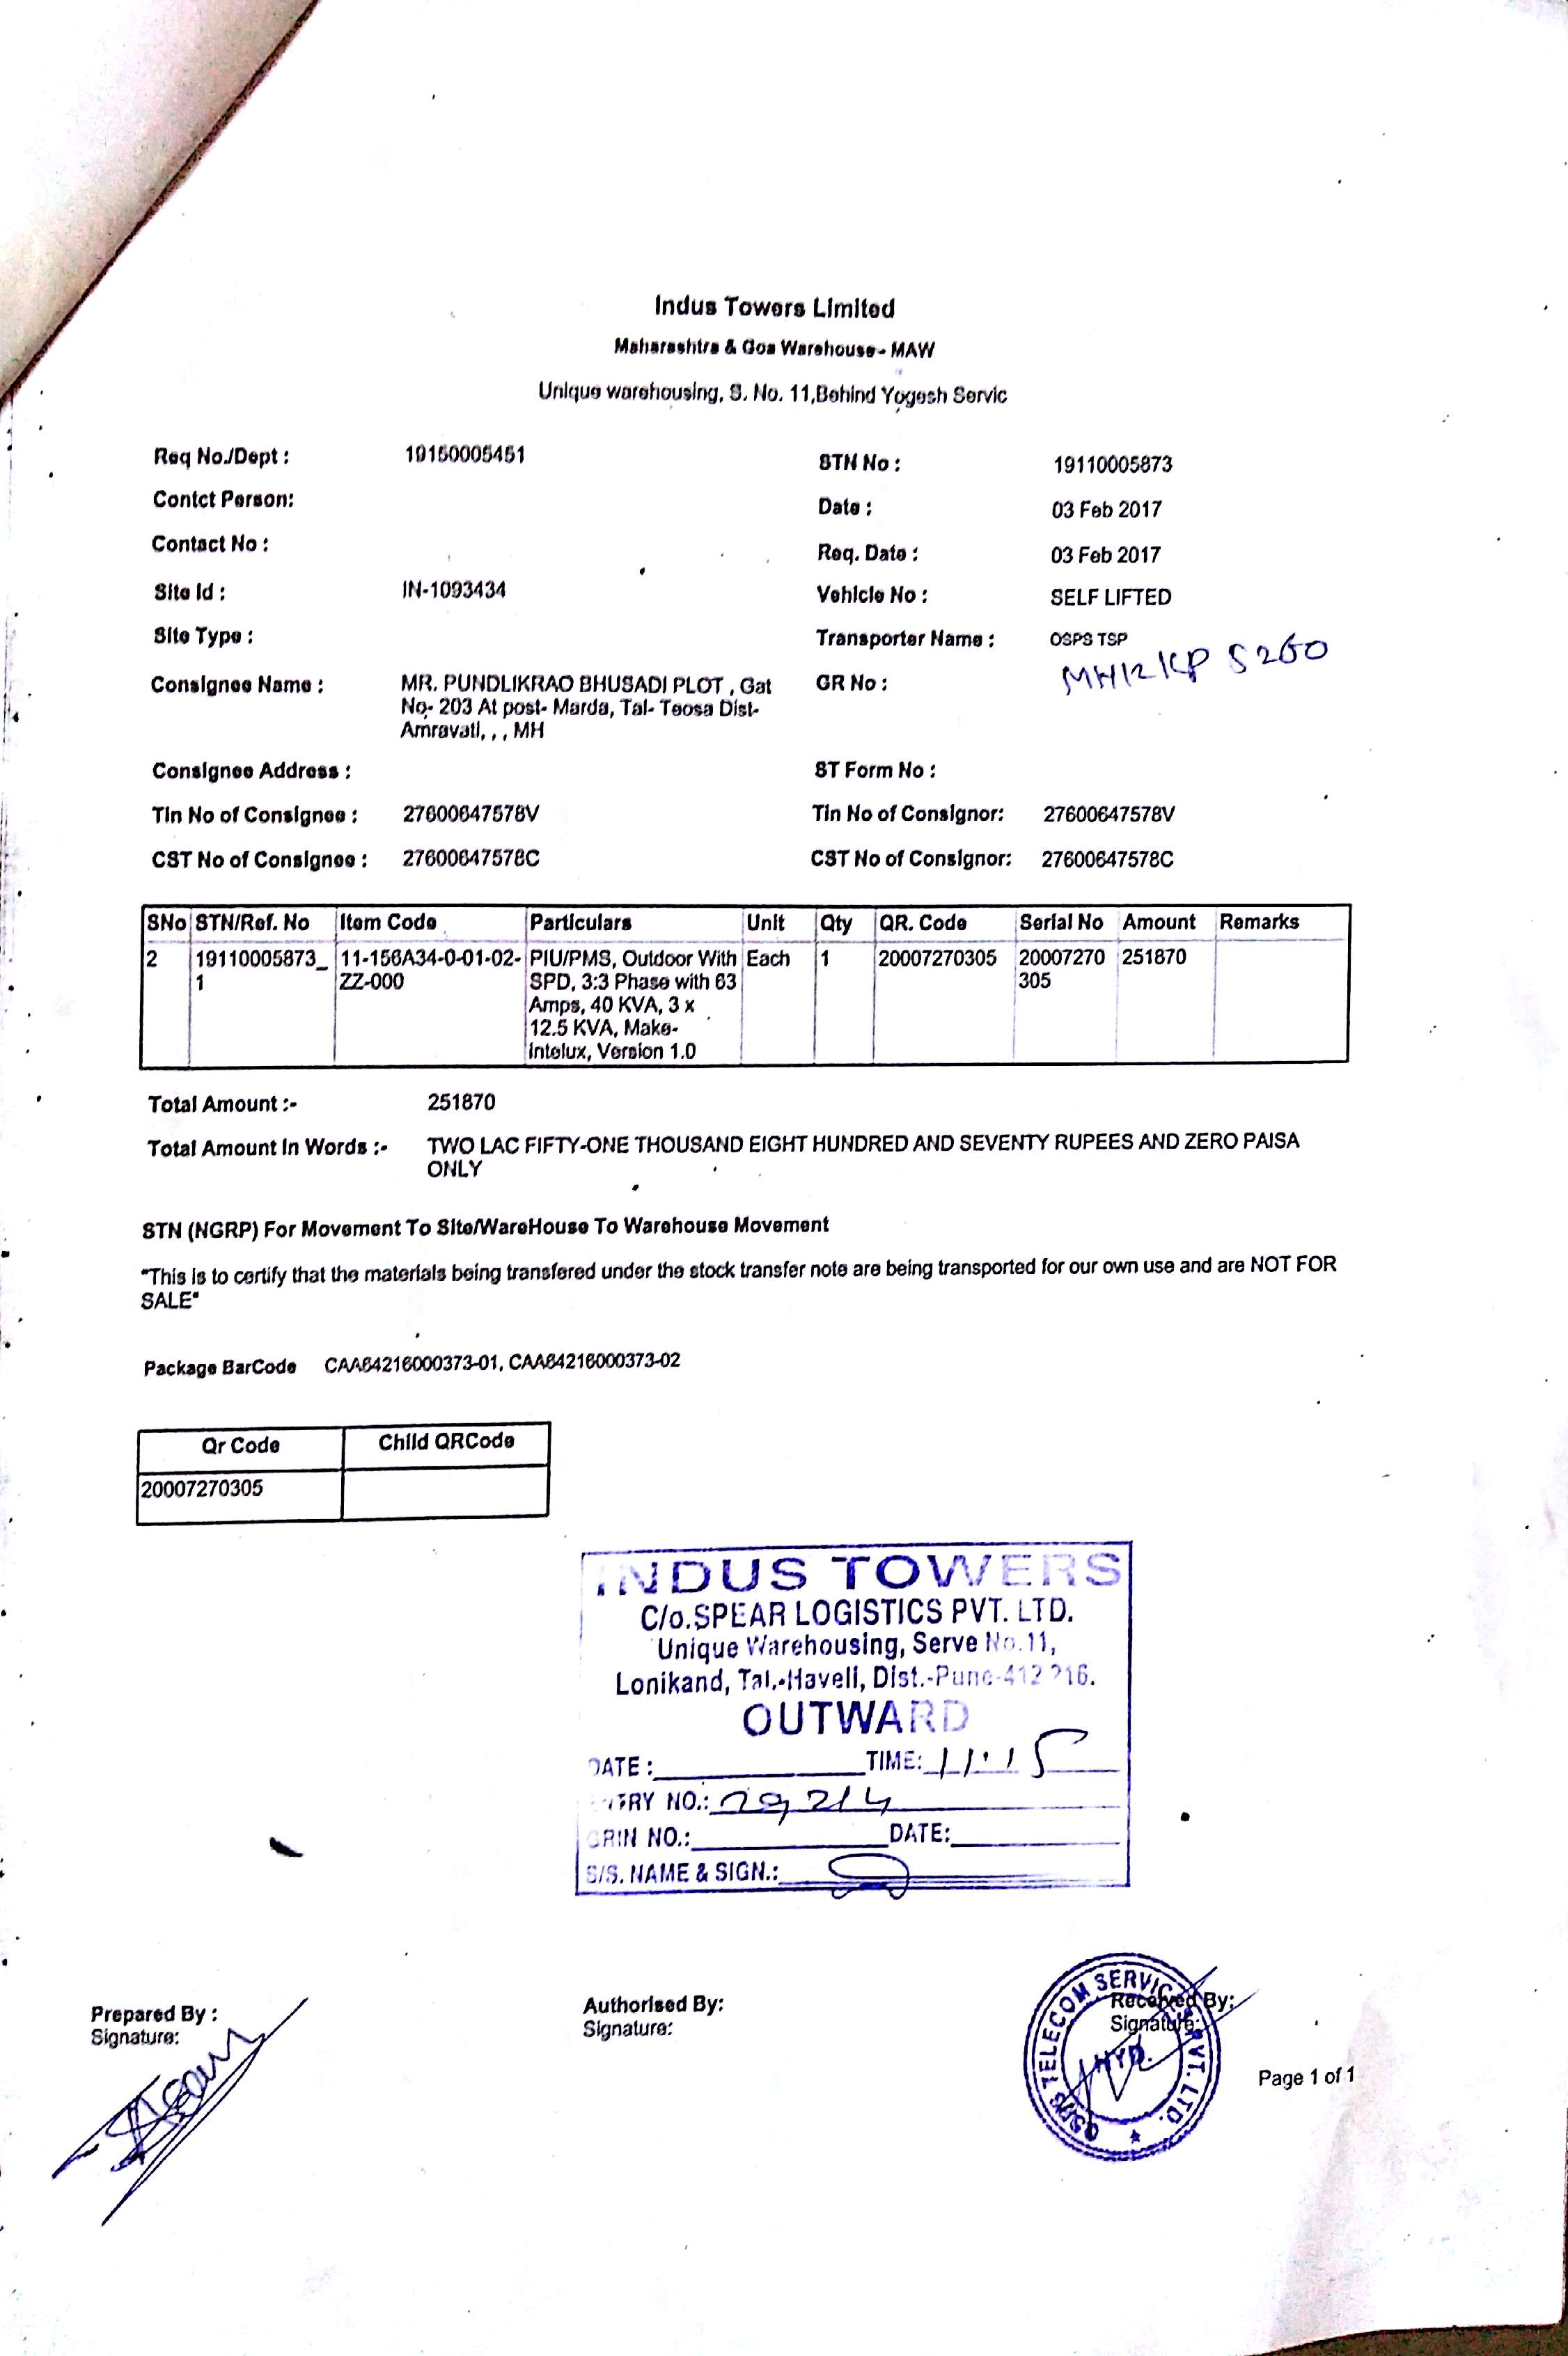 Indus Towers Limited
Maharashtra & Goa Warehouse - MAW
Unique warehousing, S. No. 11,Behind Yogesh Servic
Req No./Dept : 19150005451 STN No : 19110005873
Contct Person: Date : 03 Feb 2017
Contact No : Req. Date : 03 Feb 2017
Site Id : IN-1093434 Vehicle No : SELF LIFTED
Site Type : Transporter Name : OSPS TSP
MH12 KP 5260
Consignee Name : MR. PUNDLIKRAO BHUSADI PLOT , Gat GR No :
No- 203 At post- Marda, Tal- Teosa Dist-
Amravati, , , MH
Consignee Address : ST Form No :
Tin No of Consignee : 27600647578V Tin No of Consignor: 27600647578V
CST No of Consignee : 27600647578C CST No of Consignor: 27600647578C
SNo STN/Ref. No Item Code Particulars Unit Qty QR. Code Serial No Amount Remarks
2 19110005873_ 11-156A34-0-01-02- PIU/PMS, Outdoor With Each 1 20007270305 20007270 251870
1 ZZ-000 SPD, 3:3 Phase with 63 305
Amps, 40 KVA, 3 x
12.5 KVA, Make-
Intelux, Version 1.0
Total Amount :- 251870
Total Amount In Words :- TWO LAC FIFTY-ONE THOUSAND EIGHT HUNDRED AND SEVENTY RUPEES AND ZERO PAISA
ONLY
STN (NGRP) For Movement To Site/WareHouse To Warehouse Movement
"This is to certify that the materials being transfered under the stock transfer note are being transported for our own use and are NOT FOR
SALE"
Package BarCode CAA64216000373-01, CAA64216000373-02
Qr Code Child QRCode
20007270305
INDUS TOWERS
C/o.SPEAR LOGISTICS PVT. LTD.
Unique Warehousing, Serve No.11,
Lonikand, Tal.-Haveli, Dist.-Pune-412 216.
OUTWARD
DATE : TIME: 11:15
ENTRY NO.: 29214
GRIN NO.: DATE:
S/S. NAME & SIGN.:
Prepared By : Authorised By: Received By:
Signature: Signature: Signature:
OSPS TELECOM SERVICES PVT. LTD.
HYD.
Page 1 of 1